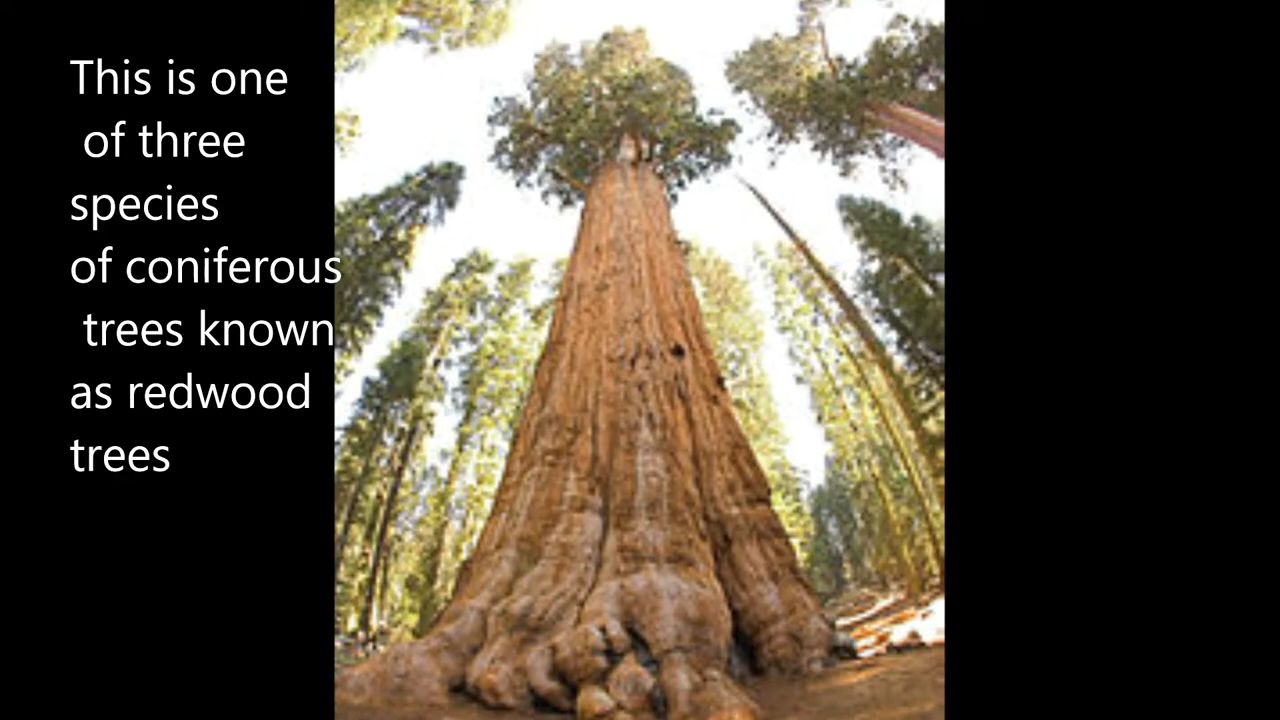 This is one
of three
species
of coniferous
trees known
as redwood
trees